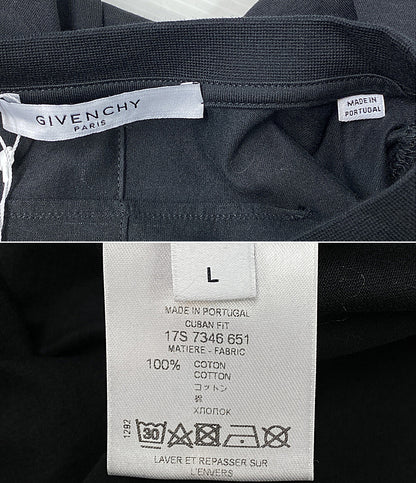 GIVENCHY
PARIS
MADE IN
PORTUGAL
L
MADE IN PORTUGAL
CUBAN FIT
17S 7346 651
MATIERE - FABRIC
100% COTON
COTTON
コットン
棉
ХЛОПОК
1292
30
LAVER ET REPASSER SUR
L'ENVERS